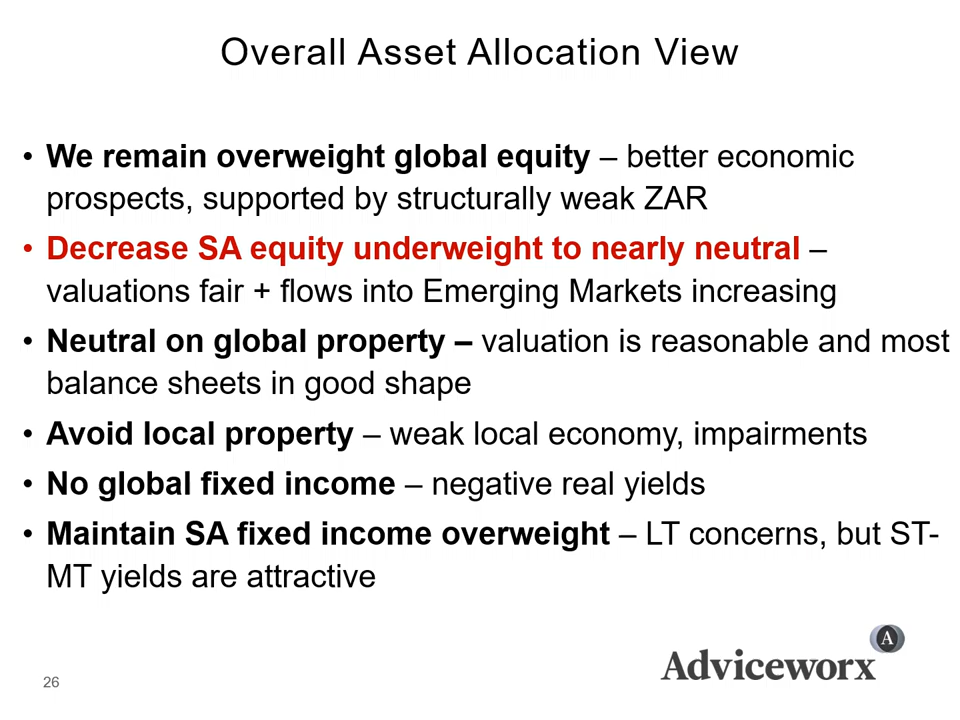 Overall Asset Allocation View
• We remain overweight global equity – better economic
prospects, supported by structurally weak ZAR
• Decrease SA equity underweight to nearly neutral –
valuations fair + flows into Emerging Markets increasing
• Neutral on global property – valuation is reasonable and most
balance sheets in good shape
• Avoid local property – weak local economy, impairments
• No global fixed income – negative real yields
• Maintain SA fixed income overweight – LT concerns, but ST-
MT yields are attractive
A
Adviceworx
26